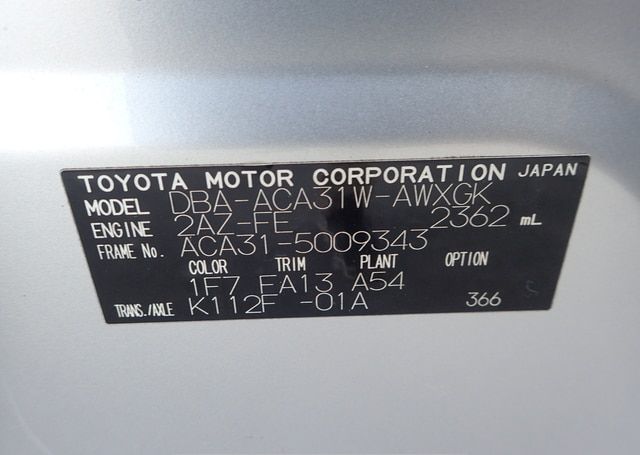 TOYOTA MOTOR CORPORATION JAPAN
MODEL DBA-ACA31W-AWXGK
ENGINE 2AZ-FE 2362 mL
FRAME No. ACA31-5009343
COLOR TRIM PLANT OPTION
1F7 FA13 A54
TRANS./AXLE K112F -01A 366